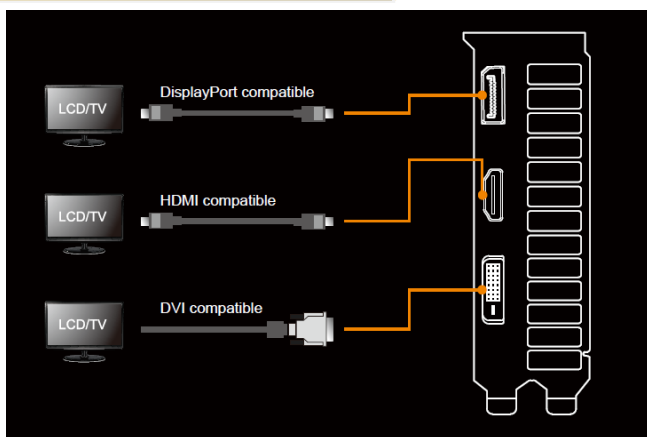 DisplayPort compatible
LCD/TV
HDMI compatible
LCD/TV
DVI compatible
LCD/TV